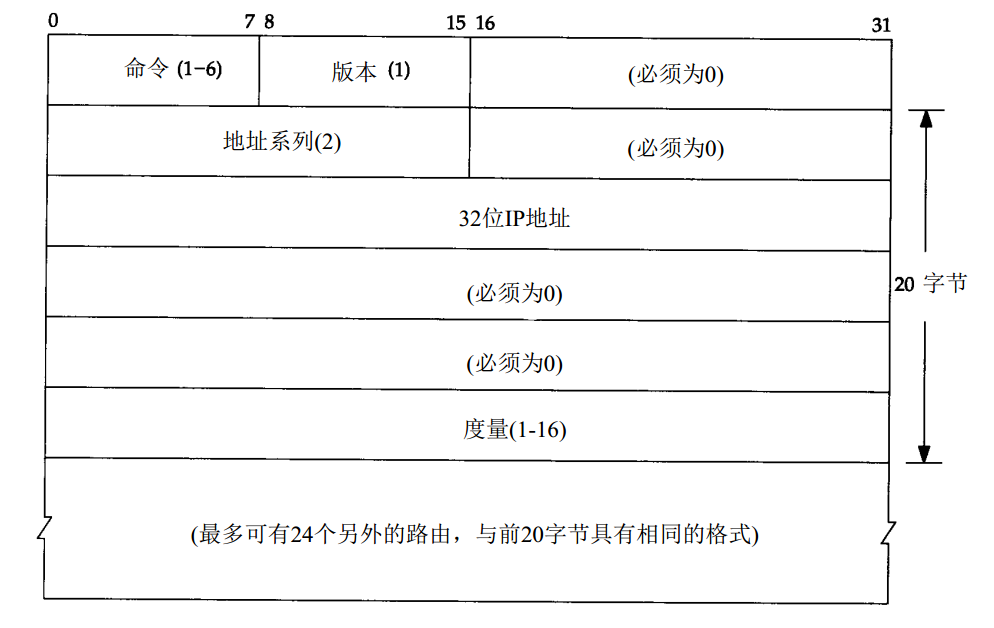 0 7 8 15 16 31
命令 (1-6) 版本 (1) (必须为0)
地址系列(2) (必须为0)
32位IP地址
(必须为0)
20 字节
(必须为0)
度量(1-16)
(最多可有24个另外的路由，与前20字节具有相同的格式)